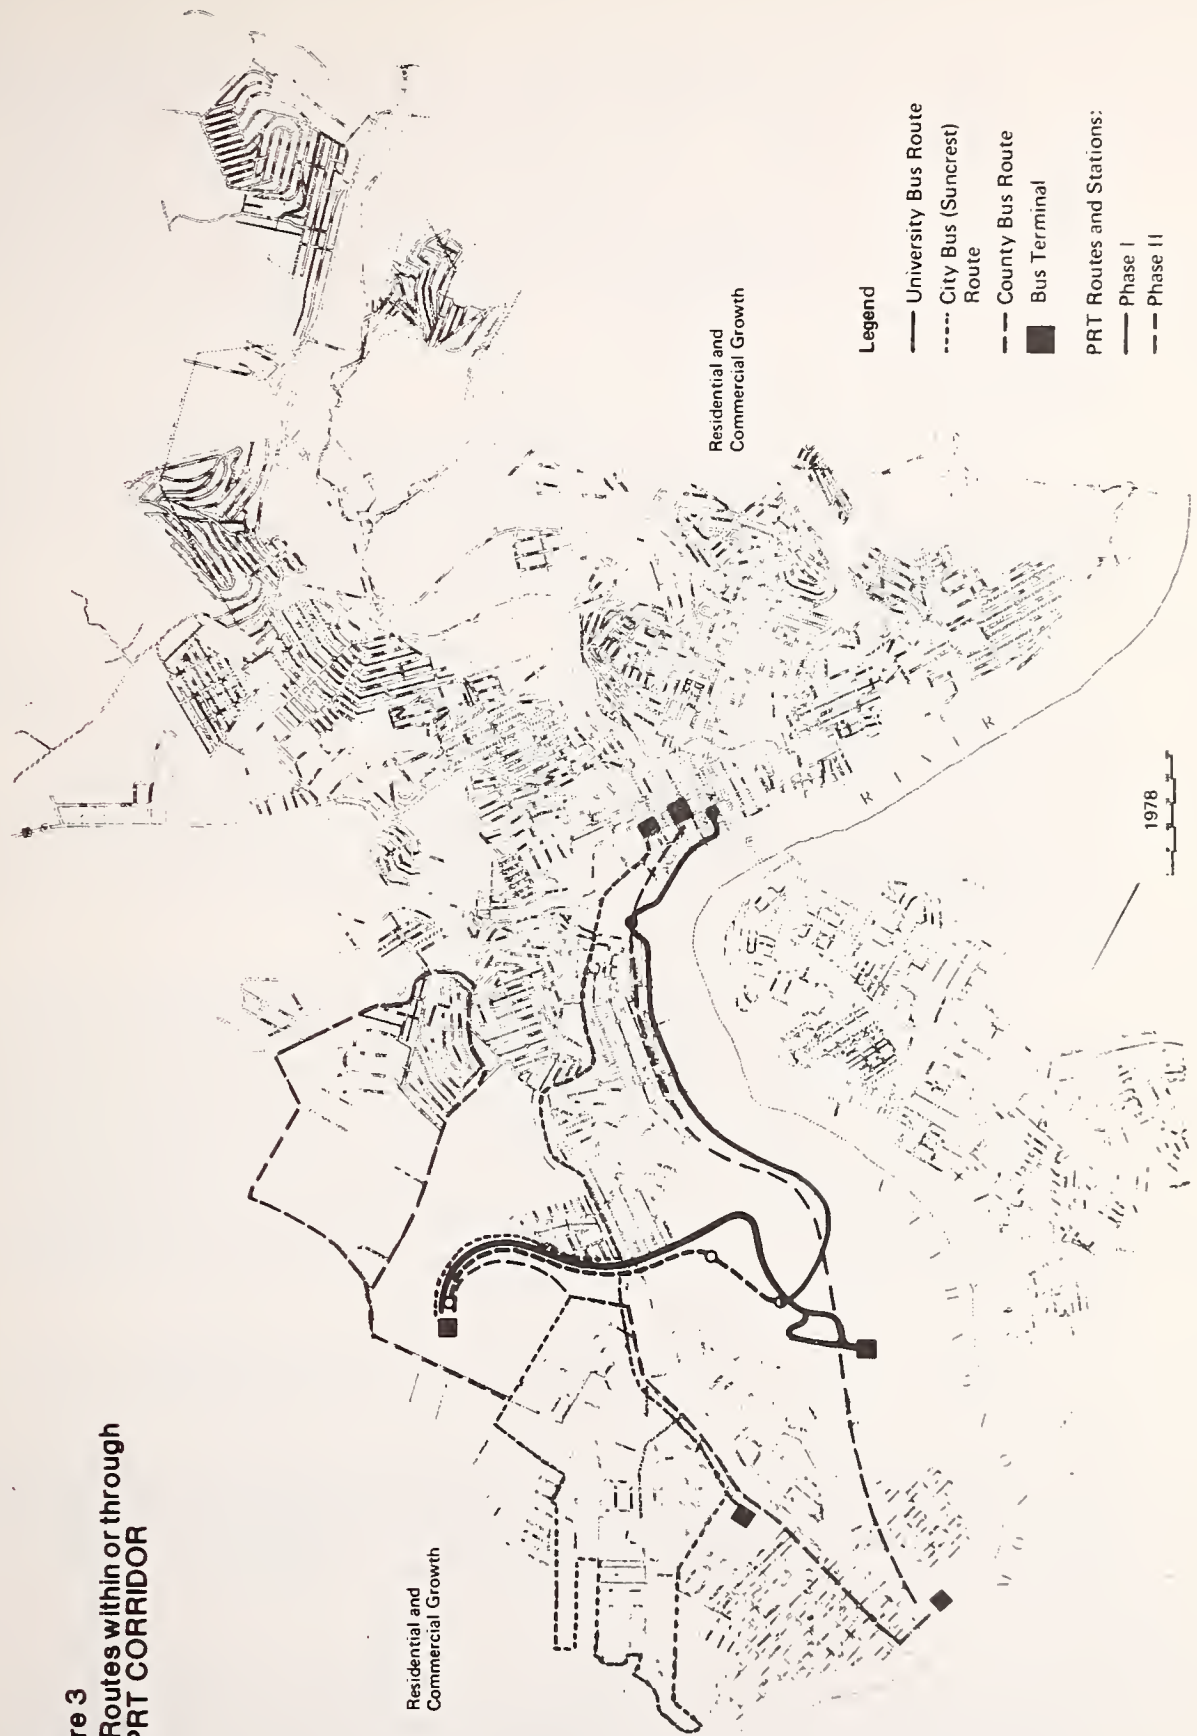 re 3
Routes within or through
PRT CORRIDOR
Residential and
Commercial Growth
Residential and
Commercial Growth
Legend
University Bus Route
City Bus (Suncrest)
Route
County Bus Route
Bus Terminal
PRT Routes and Stations:
Phase I
Phase II
R I V E R
1978